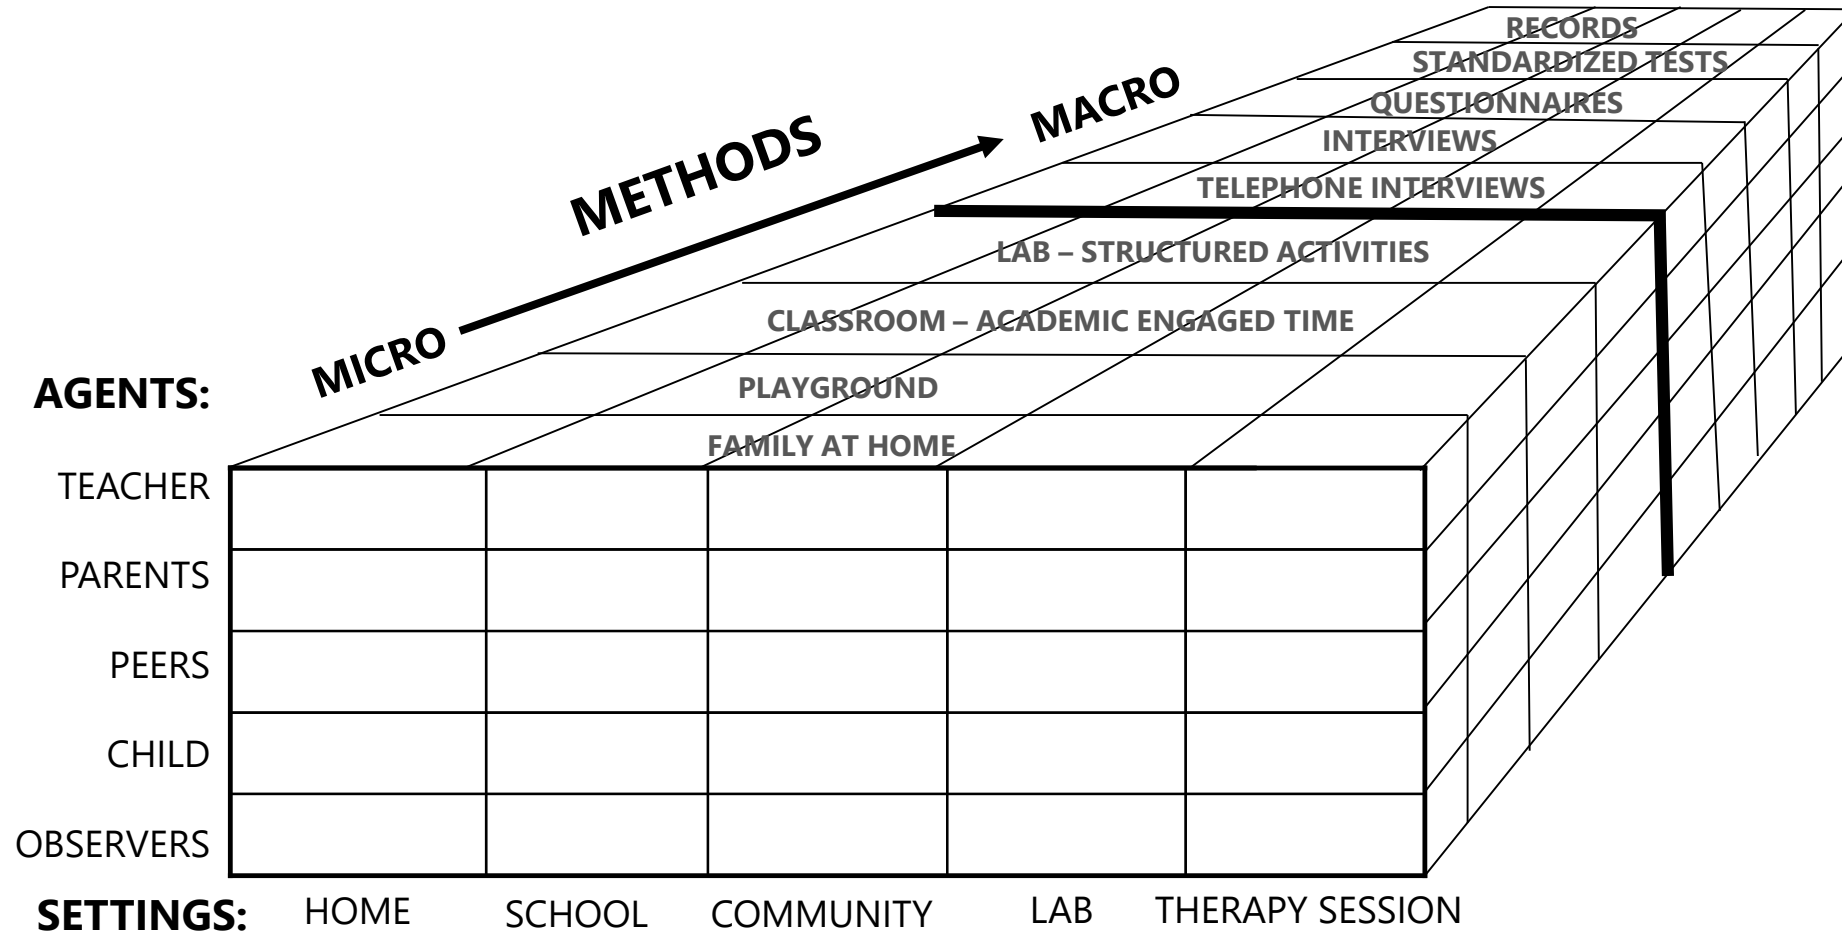 RECORDS
STANDARDIZED TESTS
QUESTIONNAIRES
INTERVIEWS
TELEPHONE INTERVIEWS
LAB – STRUCTURED ACTIVITIES
CLASSROOM – ACADEMIC ENGAGED TIME
PLAYGROUND
FAMILY AT HOME
MACRO
METHODS
MICRO
AGENTS:
TEACHER
PARENTS
PEERS
CHILD
OBSERVERS
SETTINGS: HOME SCHOOL COMMUNITY LAB THERAPY SESSION